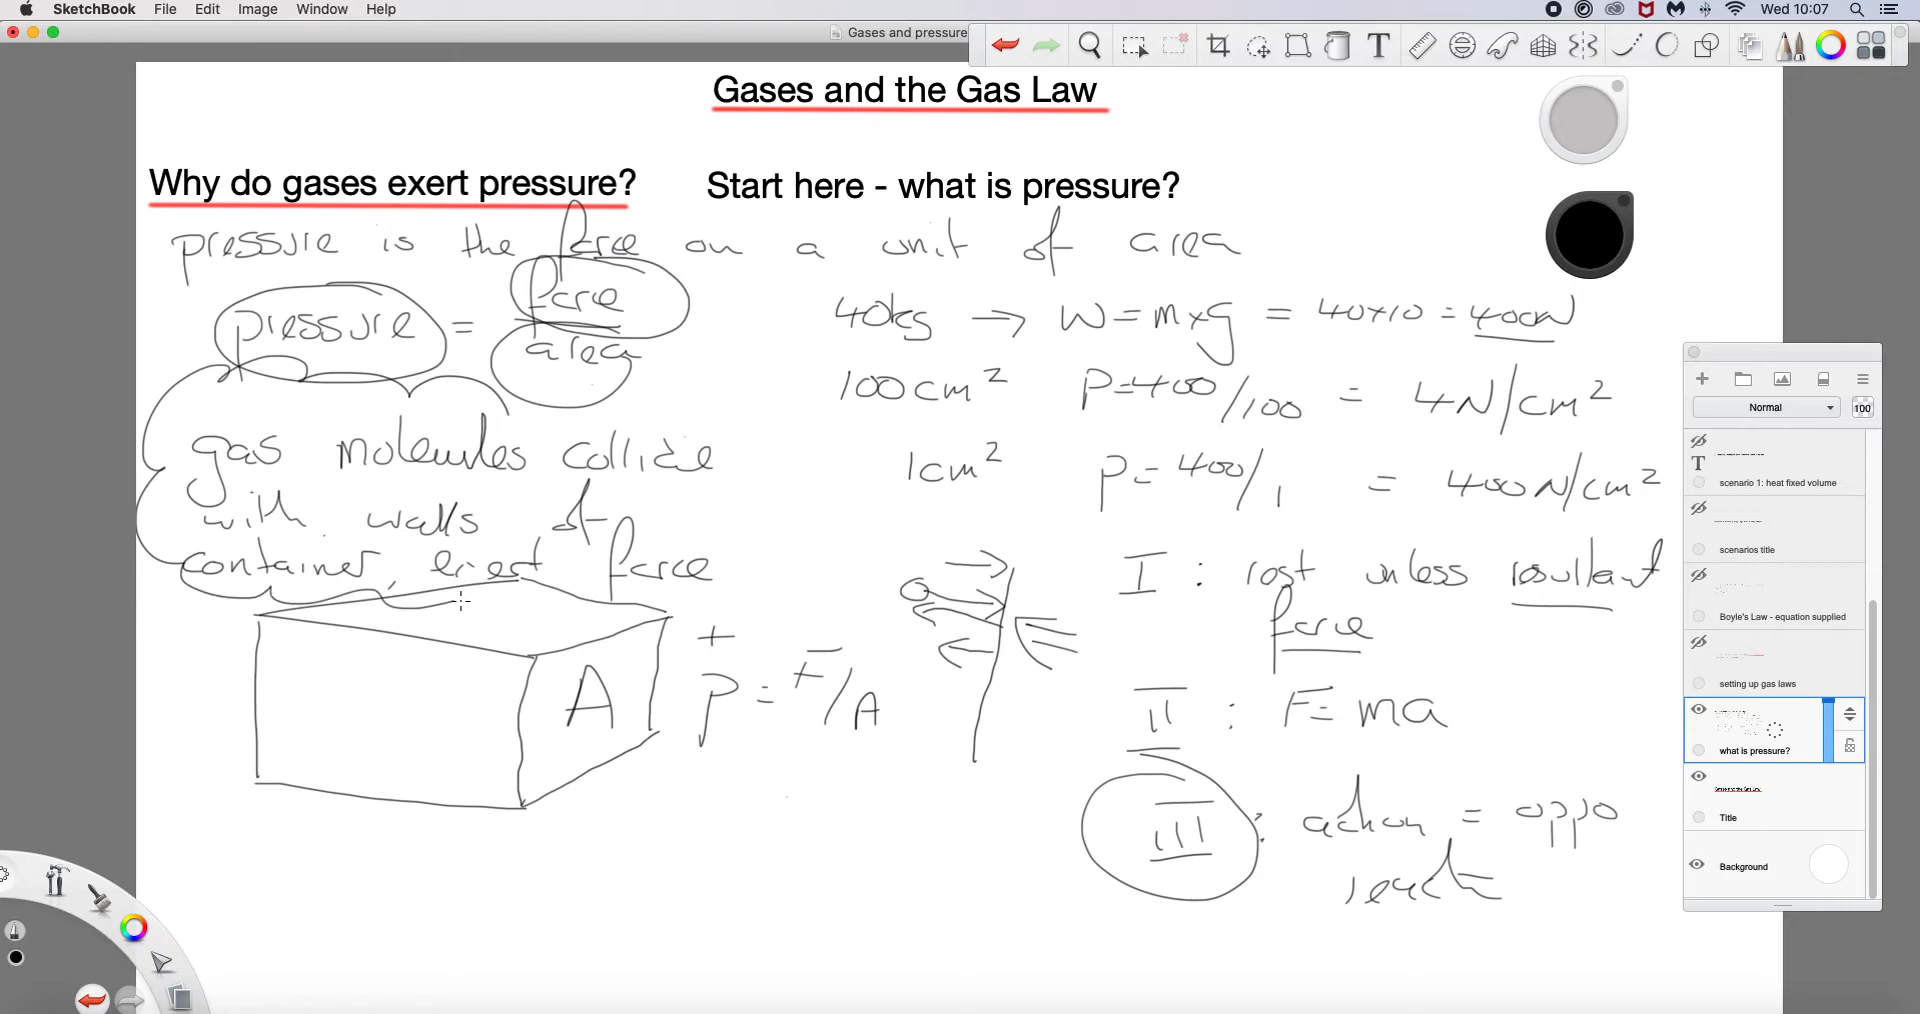 SketchBook File Edit Image Window Help Wed 10:07
Gases and pressure
Gases and the Gas Law
Why do gases exert pressure? Start here - what is pressure?
pressure is the force on a unit of area
pressure = force
area
40kg → W = m x g = 40x10 = 400N
100cm² P=400/100 = 4N/cm²
1cm² P=400/1 = 400N/cm²
gas molecules collide
with walls of
container, exert force
A
+
P = F/A
I : rest unless resultant
force
II : F= ma
III : action = oppo
Normal 100
T
scenario 1: heat fixed volume
scenarios title
Boyle's Law - equation supplied
setting up gas laws
what is pressure?
Title
Background